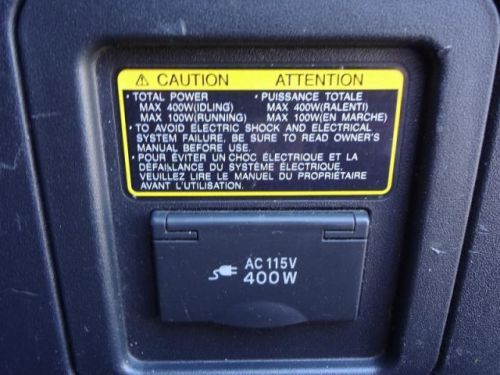 ⚠ CAUTION ATTENTION
• TOTAL POWER • PUISSANCE TOTALE
MAX 400W(IDLING) MAX 400W(RALENTI)
MAX 100W(RUNNING) MAX 100W(EN MARCHE)
• TO AVOID ELECTRIC SHOCK AND ELECTRICAL
SYSTEM FAILURE, BE SURE TO READ OWNER'S
MANUAL BEFORE USE.
• POUR ÉVITER UN CHOC ÉLECTRIQUE ET LA
DÉFAILLANCE DU SYSTÈME ÉLECTRIQUE,
VEUILLEZ LIRE LE MANUEL DU PROPRIÉTAIRE
AVANT L'UTILISATION.
AC 115V
400W